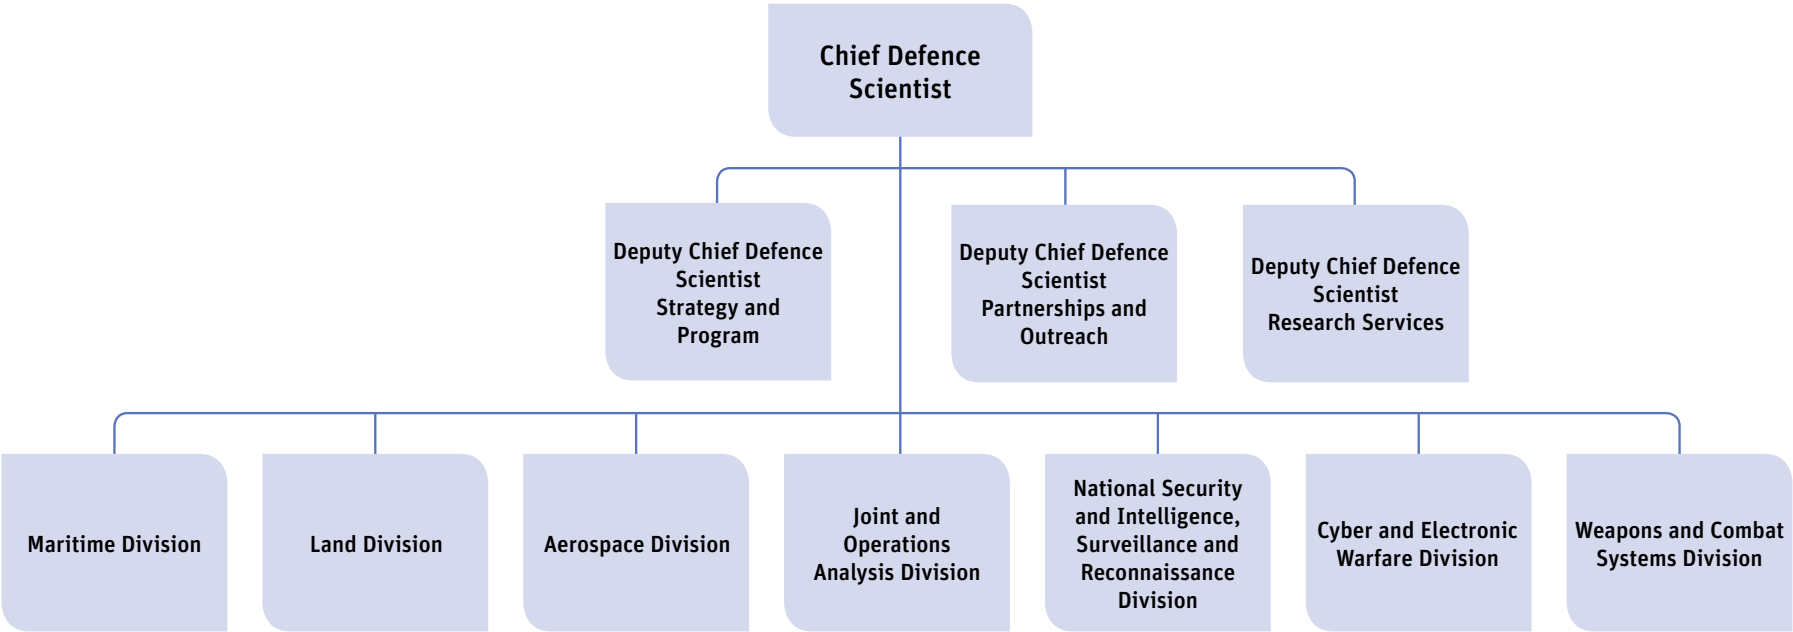 Chief Defence
Scientist
Deputy Chief Defence
Scientist
Strategy and
Program
Deputy Chief Defence
Scientist
Partnerships and
Outreach
Deputy Chief Defence
Scientist
Research Services
Maritime Division
Land Division
Aerospace Division
Joint and
Operations
Analysis Division
National Security
and Intelligence,
Surveillance and
Reconnaissance
Division
Cyber and Electronic
Warfare Division
Weapons and Combat
Systems Division